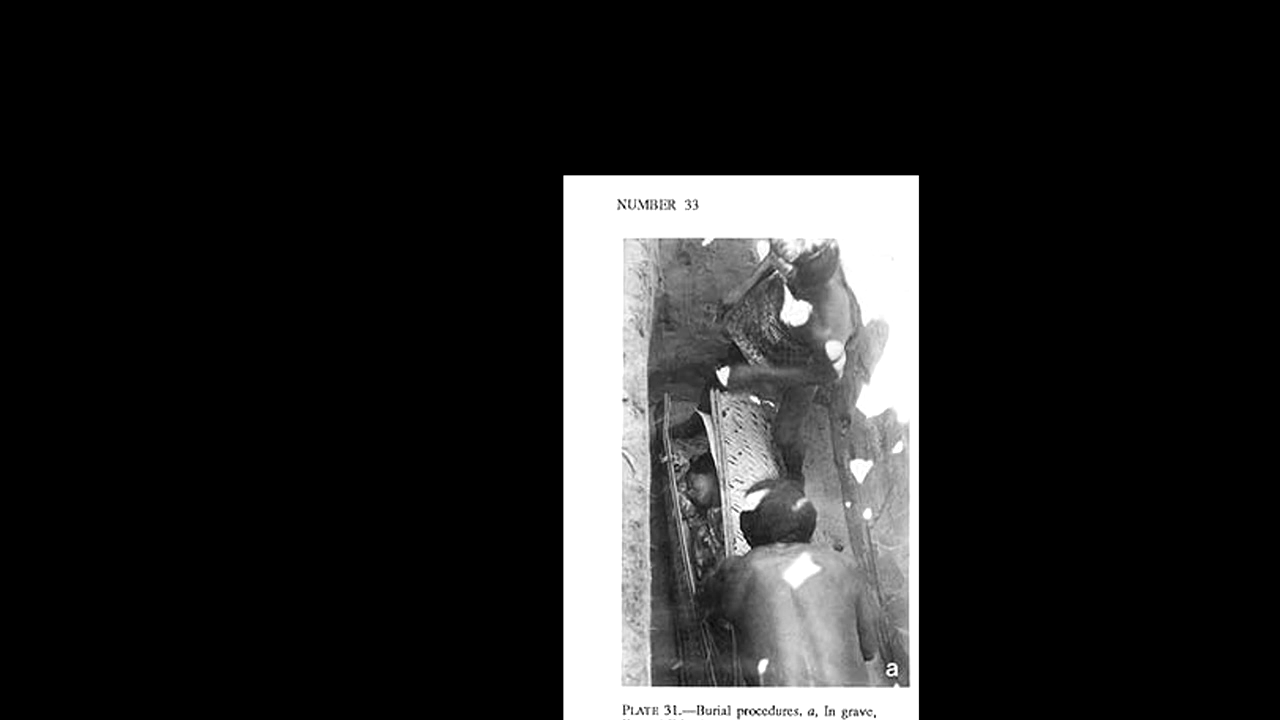 NUMBER 33
a
PLATE 31.—Burial procedures, a, In grave,